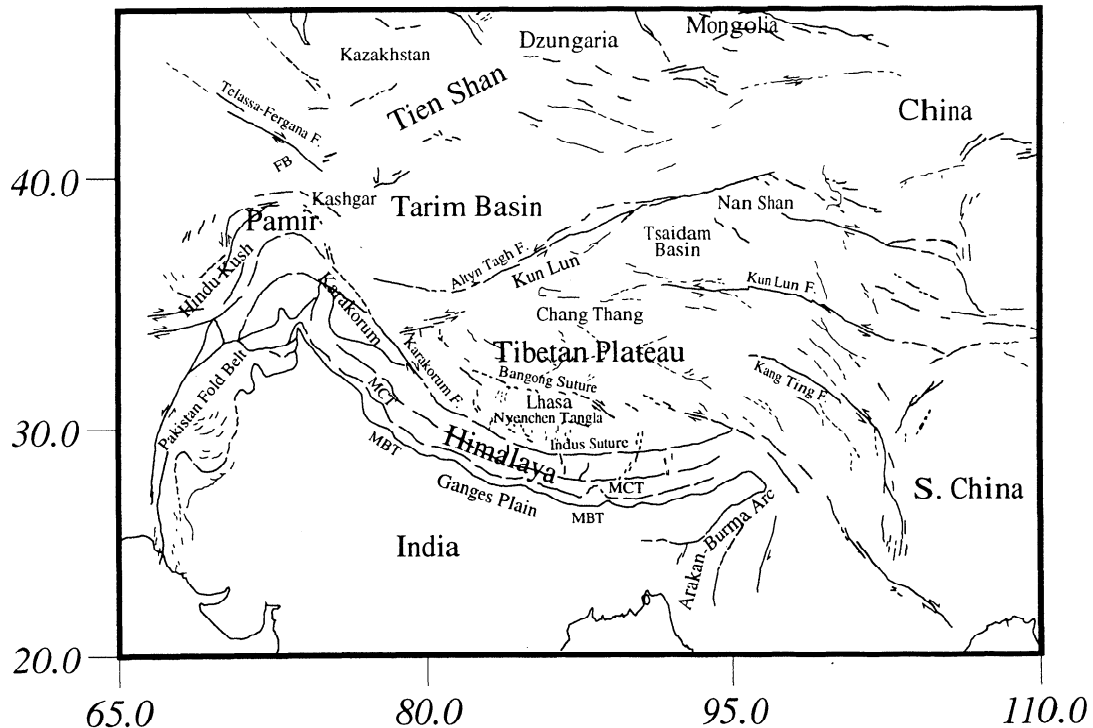 Mongolia
Dzungaria
Kazakhstan
Tien Shan
China
Telassa-Fergana F.
FB
40.0
Kashgar
Tarim Basin
Nan Shan
Pamir
Tsaidam
Basin
Altyn Tagh F.
Kun Lun
Hindu Kush
Kun Lun F.
Karakorum
Chang Thang
Karakorum F.
Tibetan Plateau
Pakistan Fold Belt
Bangong Suture
Kang Ting F.
MCT
Lhasa
Nyenchen Tangla
30.0
MBT
Himalaya
Indus Suture
Ganges Plain
MCT
S. China
MBT
Arakan-Burma Arc
India
20.0
65.0
80.0
95.0
110.0